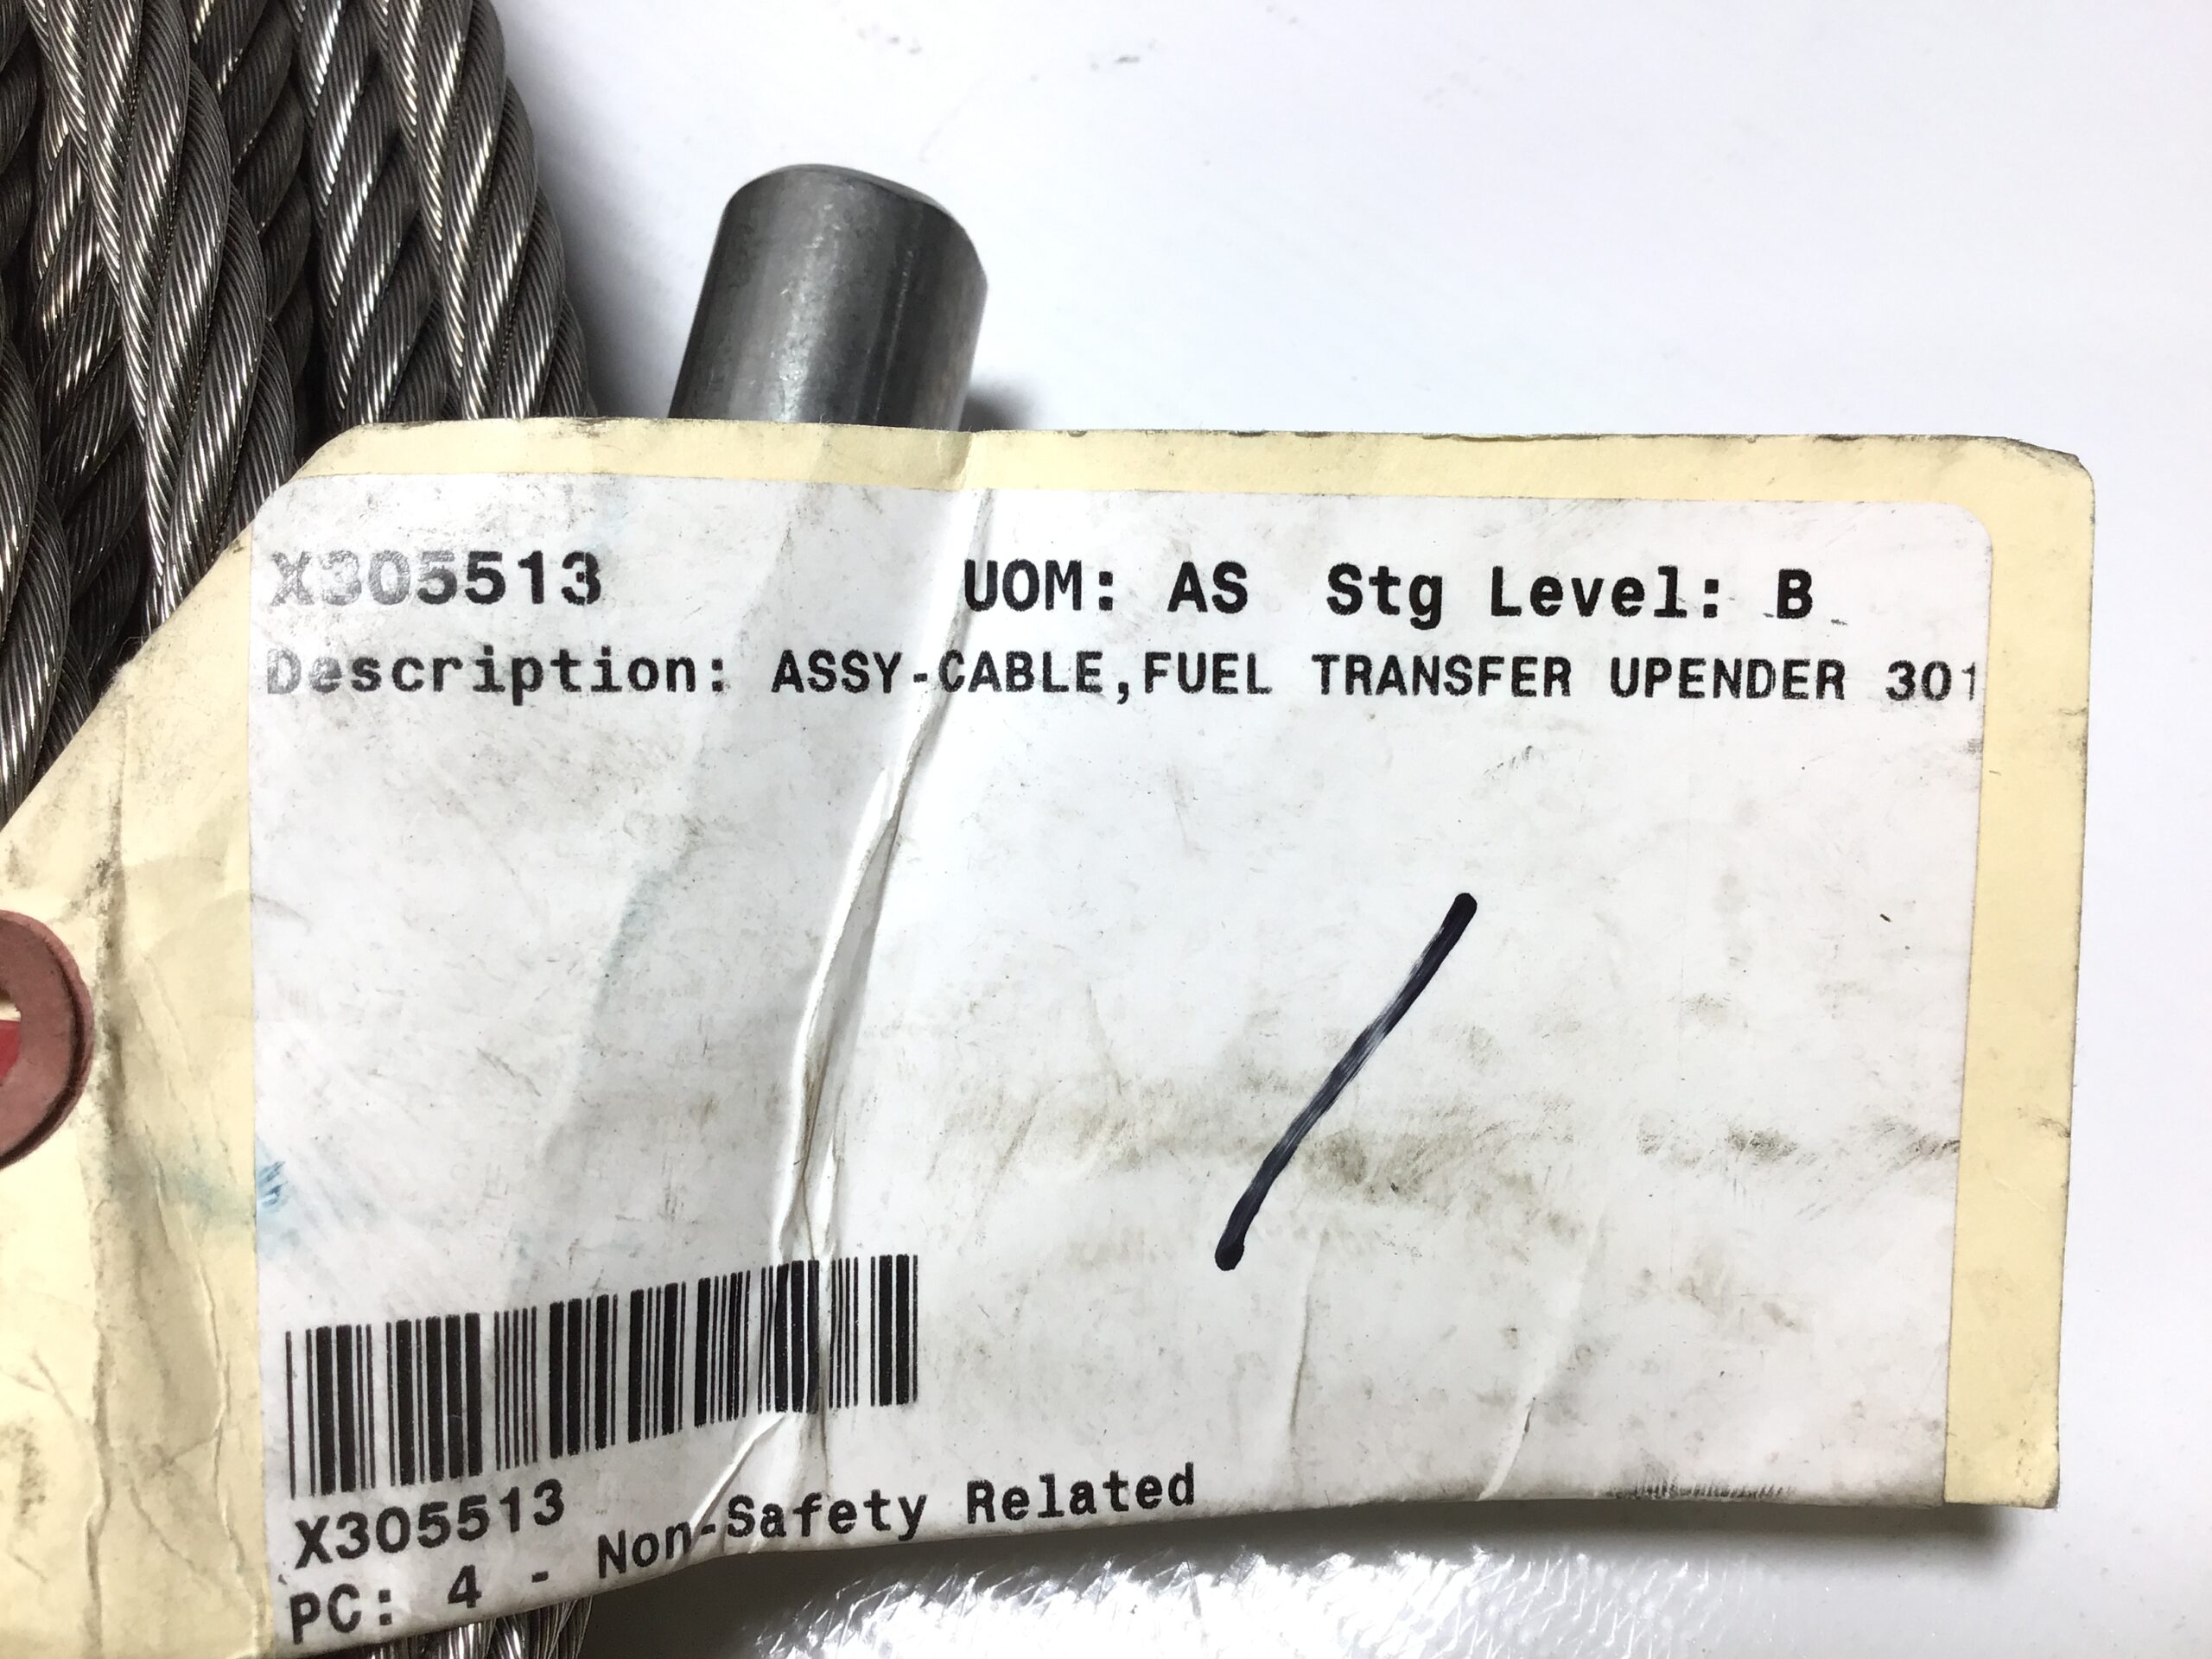 X305513 UOM: AS Stg Level: B
Description: ASSY-CABLE,FUEL TRANSFER UPENDER 301
X305513
PC: 4 - Non-Safety Related